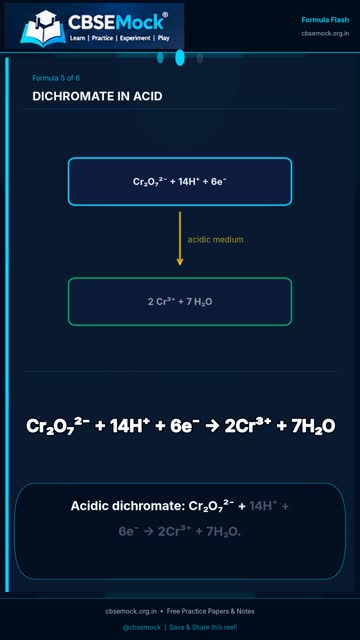 CBSEMock®
Learn | Practice | Experiment | Play
Formula Flash
cbsemock.org.in
Formula 5 of 6
DICHROMATE IN ACID
Cr₂O₇²⁻ + 14H⁺ + 6e⁻
acidic medium
2 Cr³⁺ + 7 H₂O
Cr₂O₇²⁻ + 14H⁺ + 6e⁻ → 2Cr³⁺ + 7H₂O
Acidic dichromate: Cr₂O₇²⁻ + 14H⁺ +
6e⁻ → 2Cr³⁺ + 7H₂O.
cbsemock.org.in • Free Practice Papers & Notes
@cbsemock | Save & Share this reel!